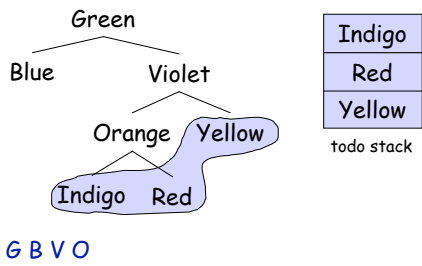 Green
Blue Violet
Orange Yellow
Indigo Red
G B V O
Indigo
Red
Yellow
todo stack